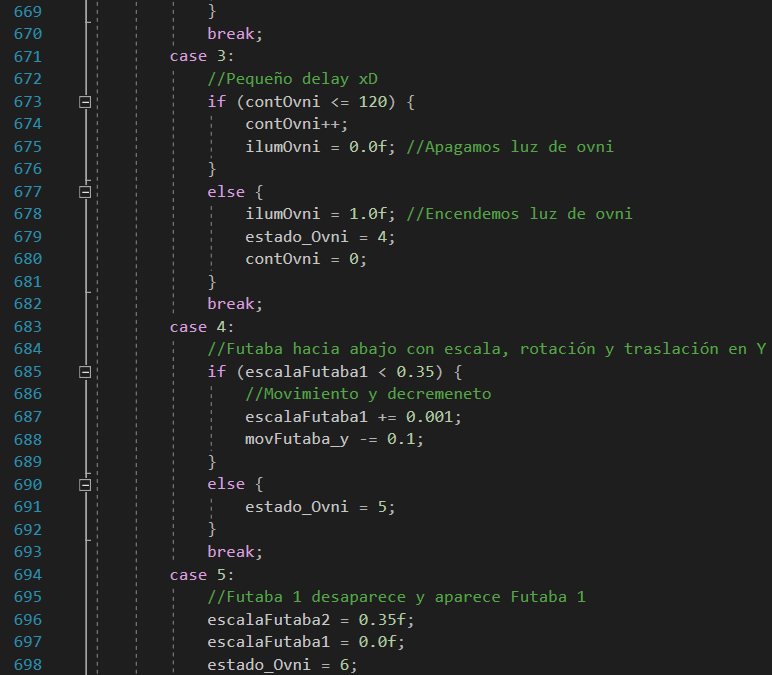 669 }
670 break;
671 case 3:
672 //Pequeño delay xD
673 if (contOvni <= 120) {
674 contOvni++;
675 ilumOvni = 0.0f; //Apagamos luz de ovni
676 }
677 else {
678 ilumOvni = 1.0f; //Encendemos luz de ovni
679 estado_Ovni = 4;
680 contOvni = 0;
681 }
682 break;
683 case 4:
684 //Futaba hacia abajo con escala, rotación y traslación en Y
685 if (escalaFutaba1 < 0.35) {
686 //Movimiento y decremeneto
687 escalaFutaba1 += 0.001;
688 movFutaba_y -= 0.1;
689 }
690 else {
691 estado_Ovni = 5;
692 }
693 break;
694 case 5:
695 //Futaba 1 desaparece y aparece Futaba 1
696 escalaFutaba2 = 0.35f;
697 escalaFutaba1 = 0.0f;
698 estado_Ovni = 6;